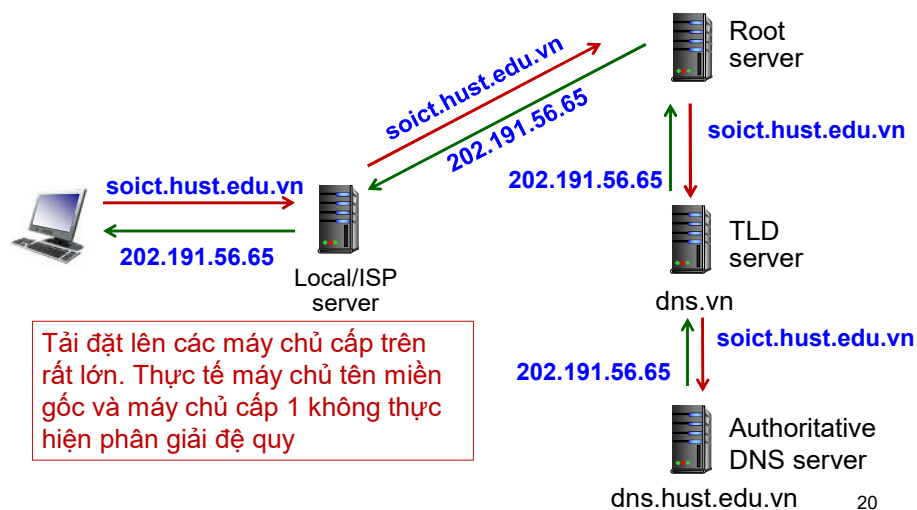 Root
server
soict.hust.edu.vn
202.191.56.65
soict.hust.edu.vn
202.191.56.65
soict.hust.edu.vn
202.191.56.65
Local/ISP
server
TLD
server
dns.vn
Tải đặt lên các máy chủ cấp trên
rất lớn. Thực tế máy chủ tên miền
gốc và máy chủ cấp 1 không thực
hiện phân giải đệ quy
soict.hust.edu.vn
202.191.56.65
Authoritative
DNS server
dns.hust.edu.vn
20